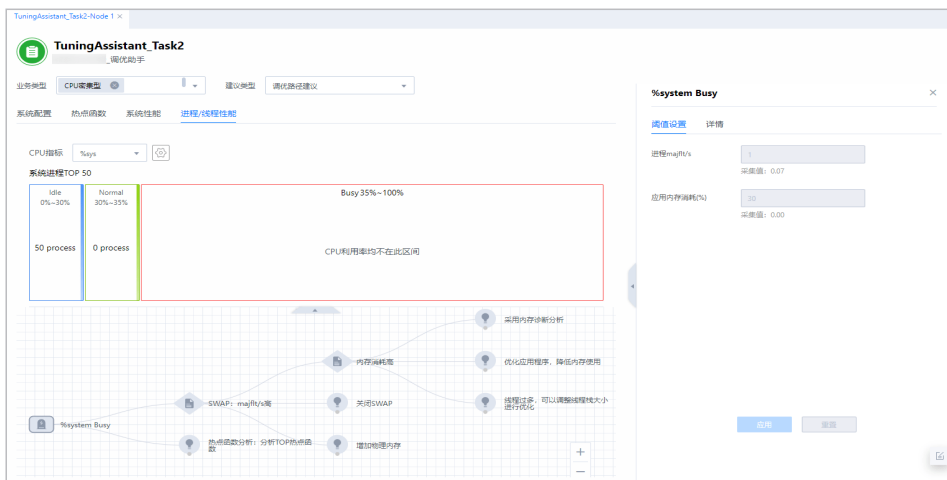 TuningAssistant_Task2-Node 1 ×
TuningAssistant_Task2
_调优助手
业务类型
CPU密集型
建议类型
调优路径建议
系统配置
热点函数
系统性能
进程/线程性能
CPU指标
%sys
系统进程TOP 50
Idle
0%~30%
50 process
Normal
30%~35%
0 process
Busy 35%~100%
CPU利用率均不在此区间
%system Busy
SWAP：majflt/s高
热点函数分析：分析TOP热点函
数
内存消耗高
关闭SWAP
增加物理内存
采用内存诊断分析
优化应用程序，降低内存使用
线程过多，可以调整线程栈大小
进行优化
+
−
%system Busy
×
阈值设置
详情
进程majflt/s
1
采集值：0.07
应用内存消耗(%)
30
采集值：0.00
应用
重置